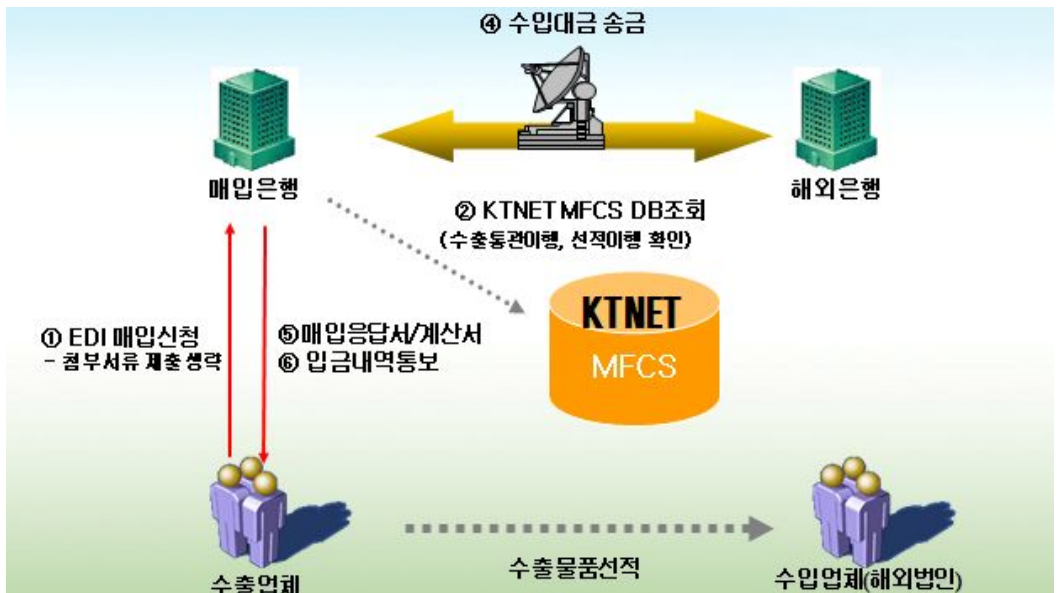 ④ 수입대금 송금
매입은행
해외은행
② KTNET MFCS DB조회
(수출통관이행, 선적이행 확인)
KTNET
MFCS
① EDI 매입신청
- 첨부서류 제출 생략
⑤매입응답서/계산서
⑥ 입금내역통보
수출업체
수출물품선적
수입업체(해외법인)